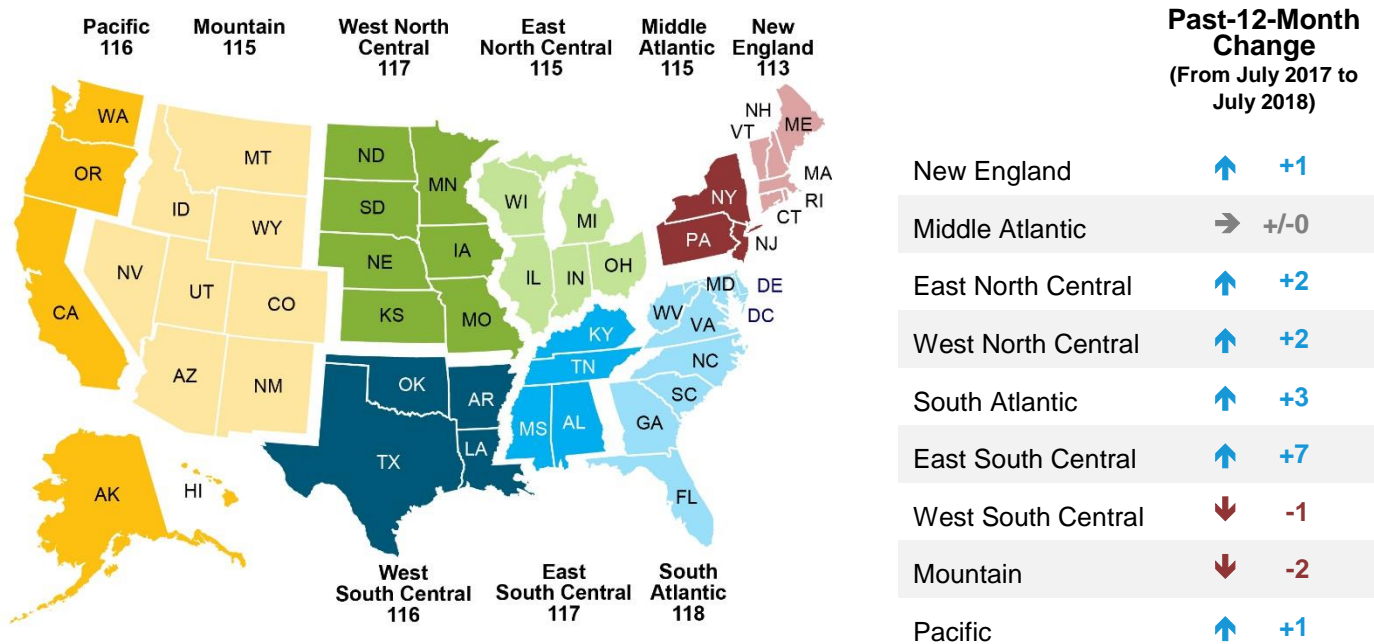 Pacific
116
Mountain
115
West North
Central
117
East
North Central
115
Middle
Atlantic
115
New
England
113
WA
OR
CA
AK
HI
MT
ID
WY
NV
UT
CO
AZ
NM
ND
SD
NE
KS
MN
IA
MO
WI
MI
IL
IN
OH
NY
PA
NJ
NH
VT
ME
MA
RI
CT
OK
AR
TX
LA
KY
TN
MS
AL
MD
DE
DC
WV
VA
NC
SC
GA
FL
West
South Central
116
East
South Central
117
South
Atlantic
118
Past-12-Month
Change
(From July 2017 to
July 2018)
New England +1
Middle Atlantic +/-0
East North Central +2
West North Central +2
South Atlantic +3
East South Central +7
West South Central -1
Mountain -2
Pacific +1